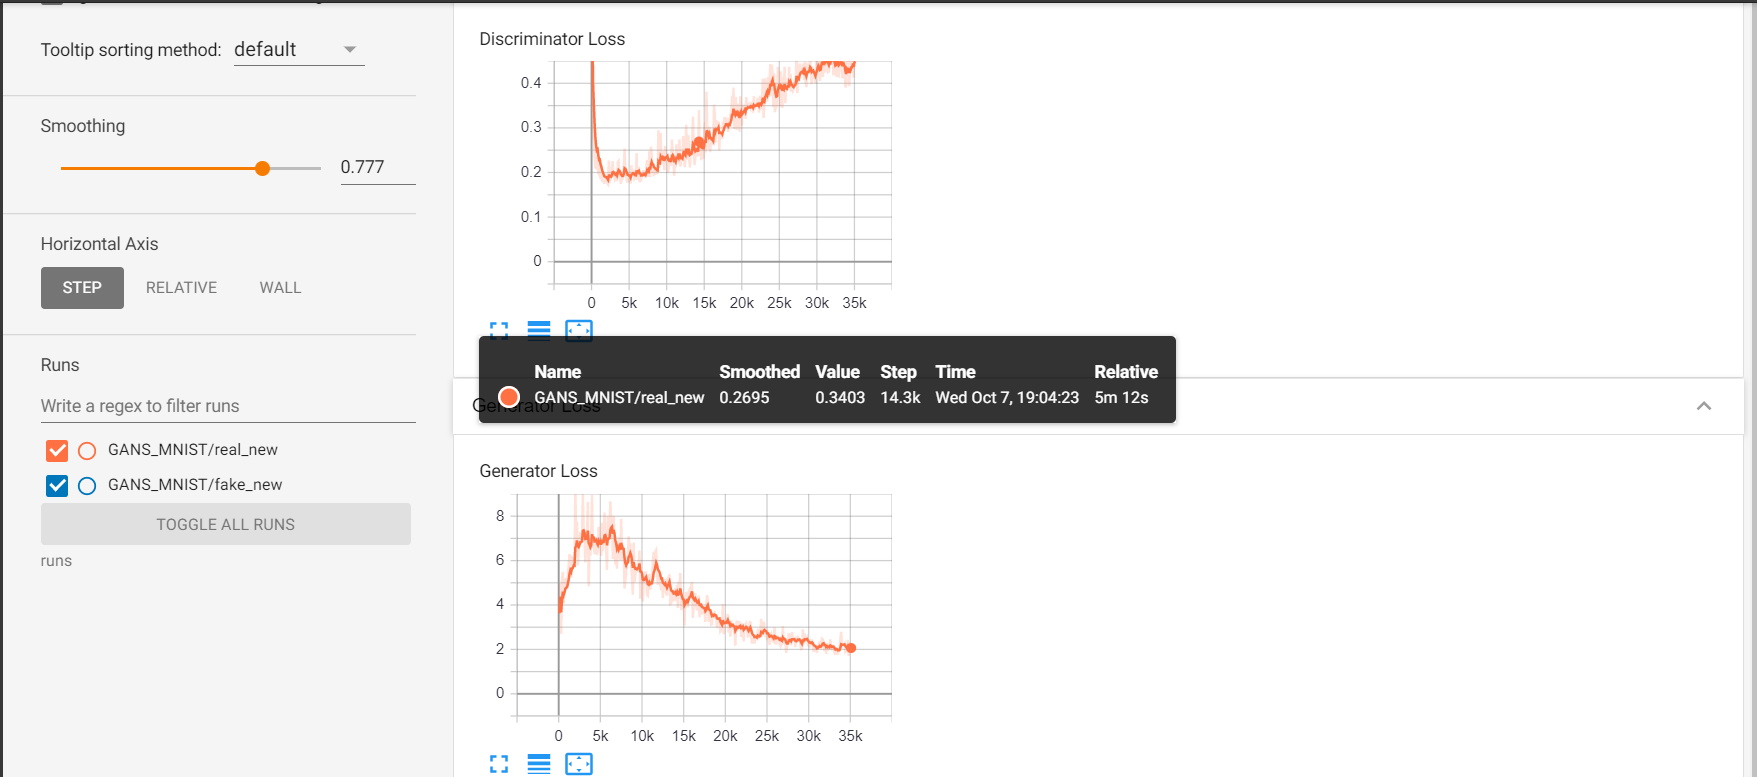 Tooltip sorting method: default
Smoothing
0.777
Horizontal Axis
STEP RELATIVE WALL
Runs
Write a regex to filter runs
GANS_MNIST/real_new
GANS_MNIST/fake_new
TOGGLE ALL RUNS
runs
Discriminator Loss
0.4
0.3
0.2
0.1
0
0 5k 10k 15k 20k 25k 30k 35k
Name Smoothed Value Step Time Relative
GANS_MNIST/real_new 0.2695 0.3403 14.3k Wed Oct 7, 19:04:23 5m 12s
Generator Loss
Generator Loss
8
6
4
2
0
0 5k 10k 15k 20k 25k 30k 35k